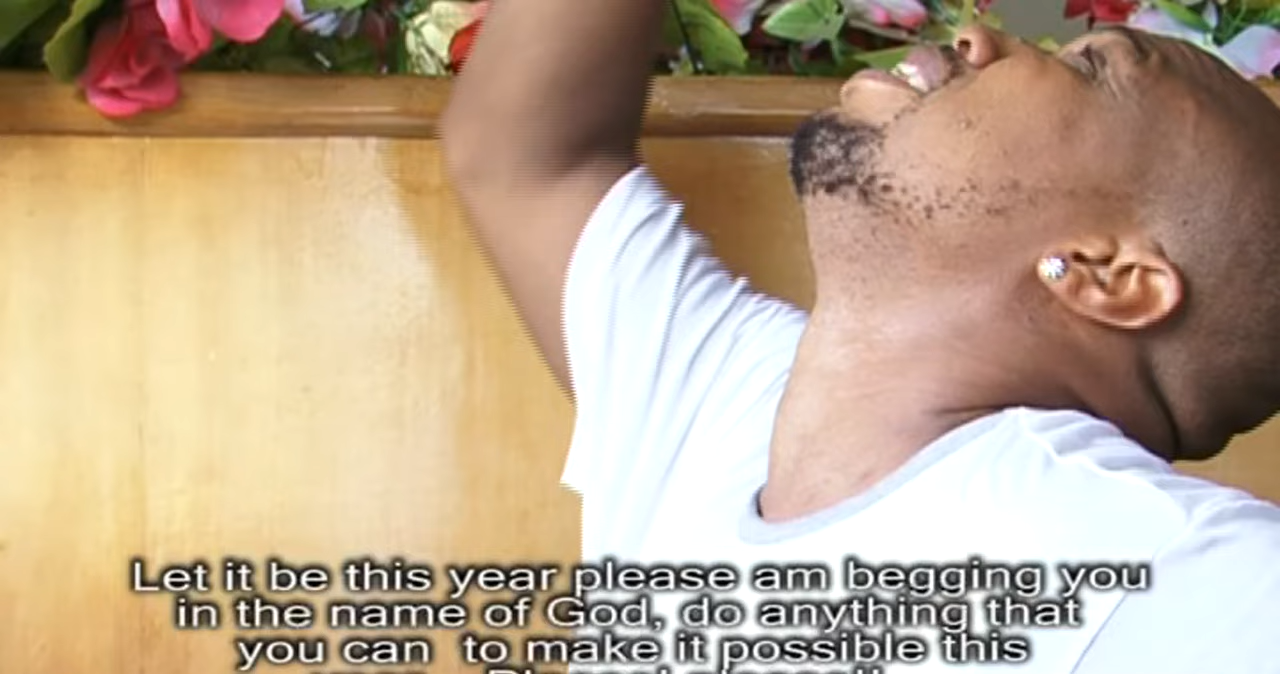 Let it be this year please am begging you
in the name of God, do anything that
you can to make it possible this